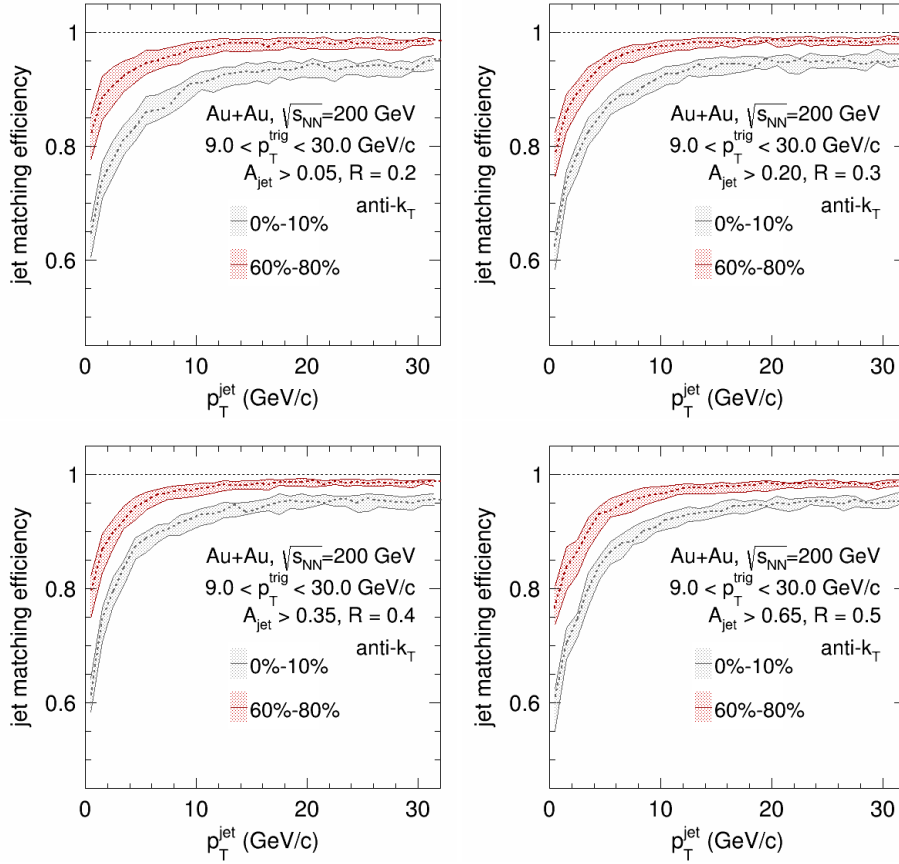 jet matching efficiency
1
0.8
0.6
Au+Au, √s_NN=200 GeV
9.0 < p_T^trig < 30.0 GeV/c
A_jet > 0.05, R = 0.2
anti-k_T
0%-10%
60%-80%
0 10 20 30
p_T^jet (GeV/c)
jet matching efficiency
1
0.8
0.6
Au+Au, √s_NN=200 GeV
9.0 < p_T^trig < 30.0 GeV/c
A_jet > 0.20, R = 0.3
anti-k_T
0%-10%
60%-80%
0 10 20 30
p_T^jet (GeV/c)
jet matching efficiency
1
0.8
0.6
Au+Au, √s_NN=200 GeV
9.0 < p_T^trig < 30.0 GeV/c
A_jet > 0.35, R = 0.4
anti-k_T
0%-10%
60%-80%
0 10 20 30
p_T^jet (GeV/c)
jet matching efficiency
1
0.8
0.6
Au+Au, √s_NN=200 GeV
9.0 < p_T^trig < 30.0 GeV/c
A_jet > 0.65, R = 0.5
anti-k_T
0%-10%
60%-80%
0 10 20 30
p_T^jet (GeV/c)